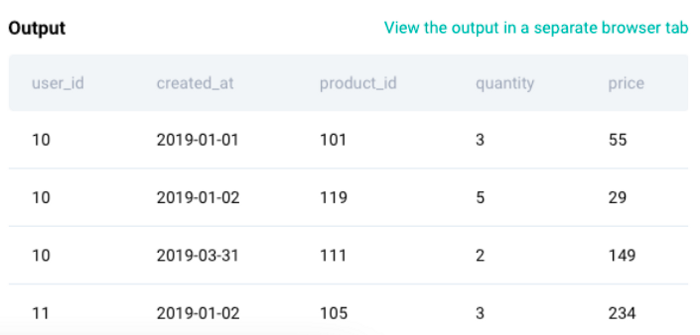 Output View the output in a separate browser tab
user_id created_at product_id quantity price
10 2019-01-01 101 3 55
10 2019-01-02 119 5 29
10 2019-03-31 111 2 149
11 2019-01-02 105 3 234